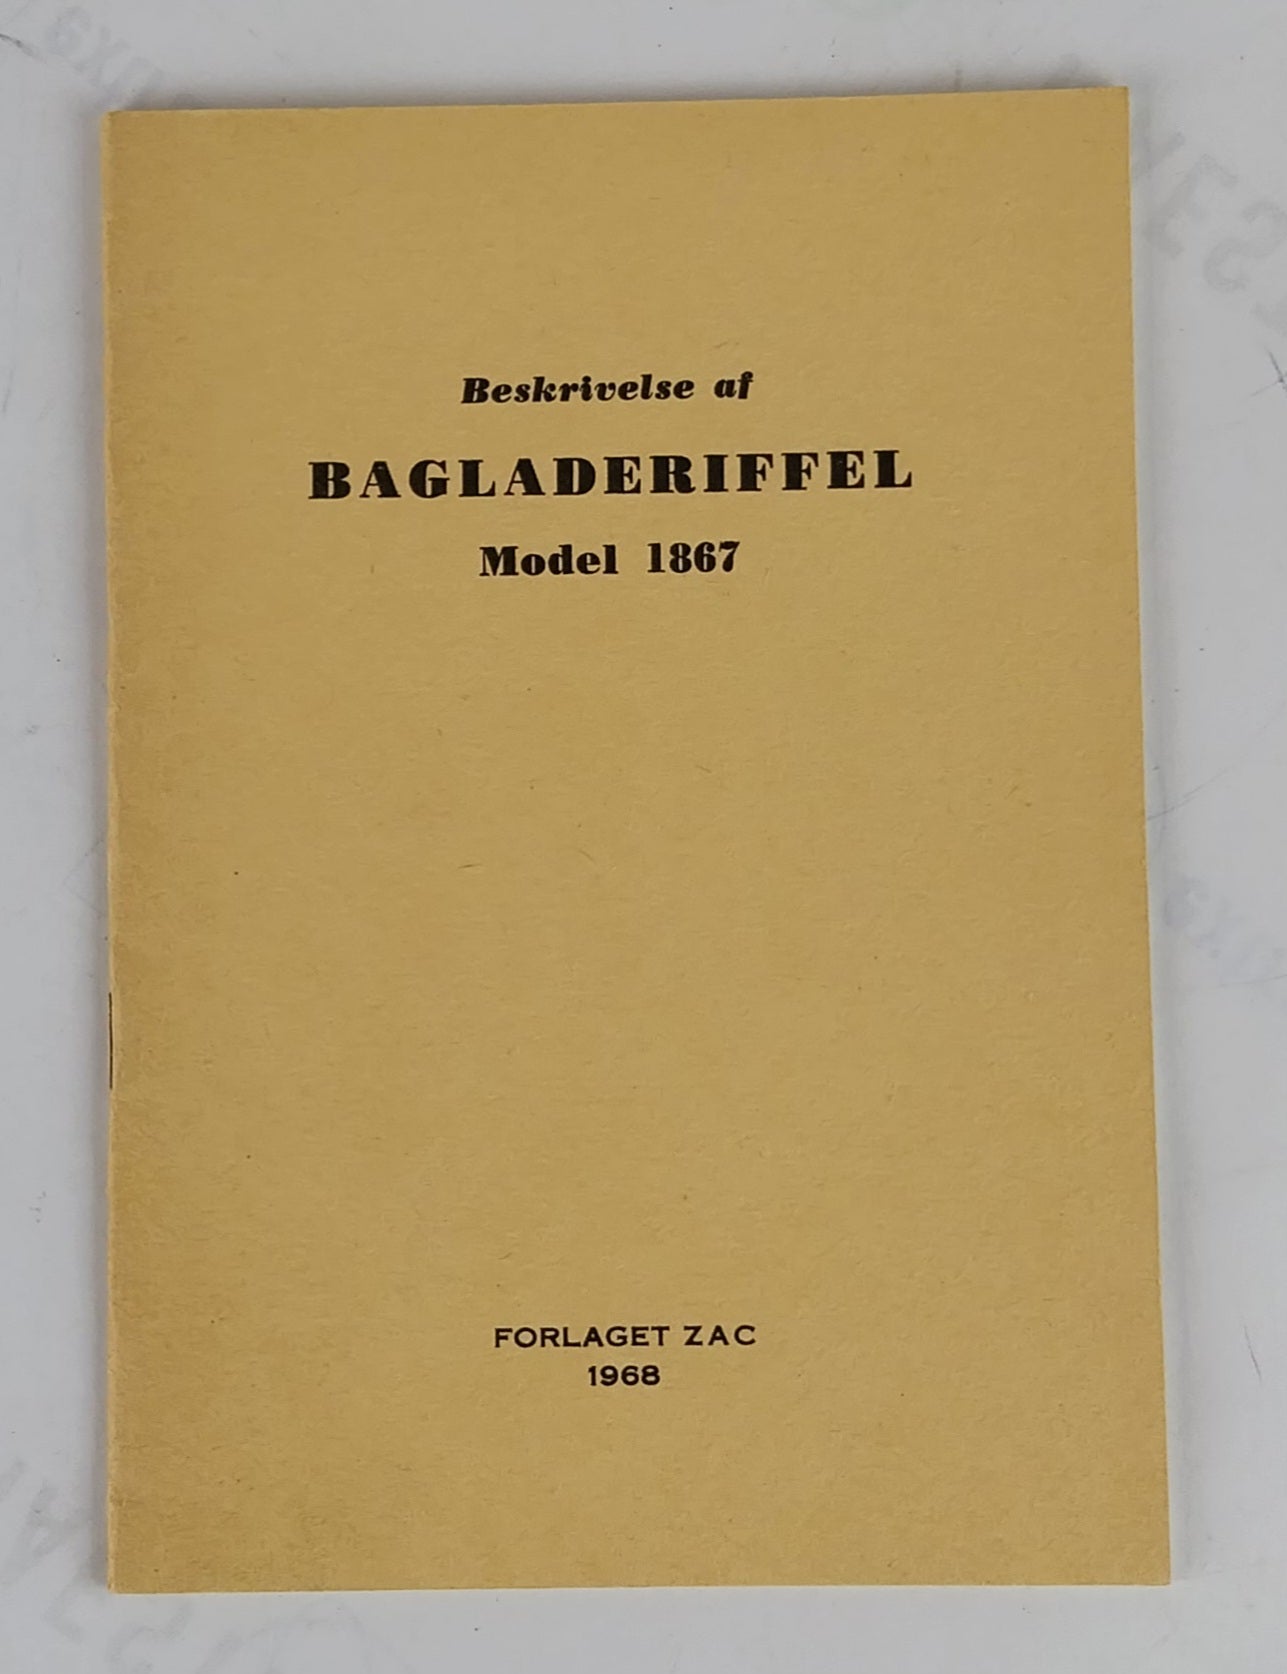 Beskrivelse af
BAGLADERIFFEL
Model 1867
FORLAGET ZAC
1968